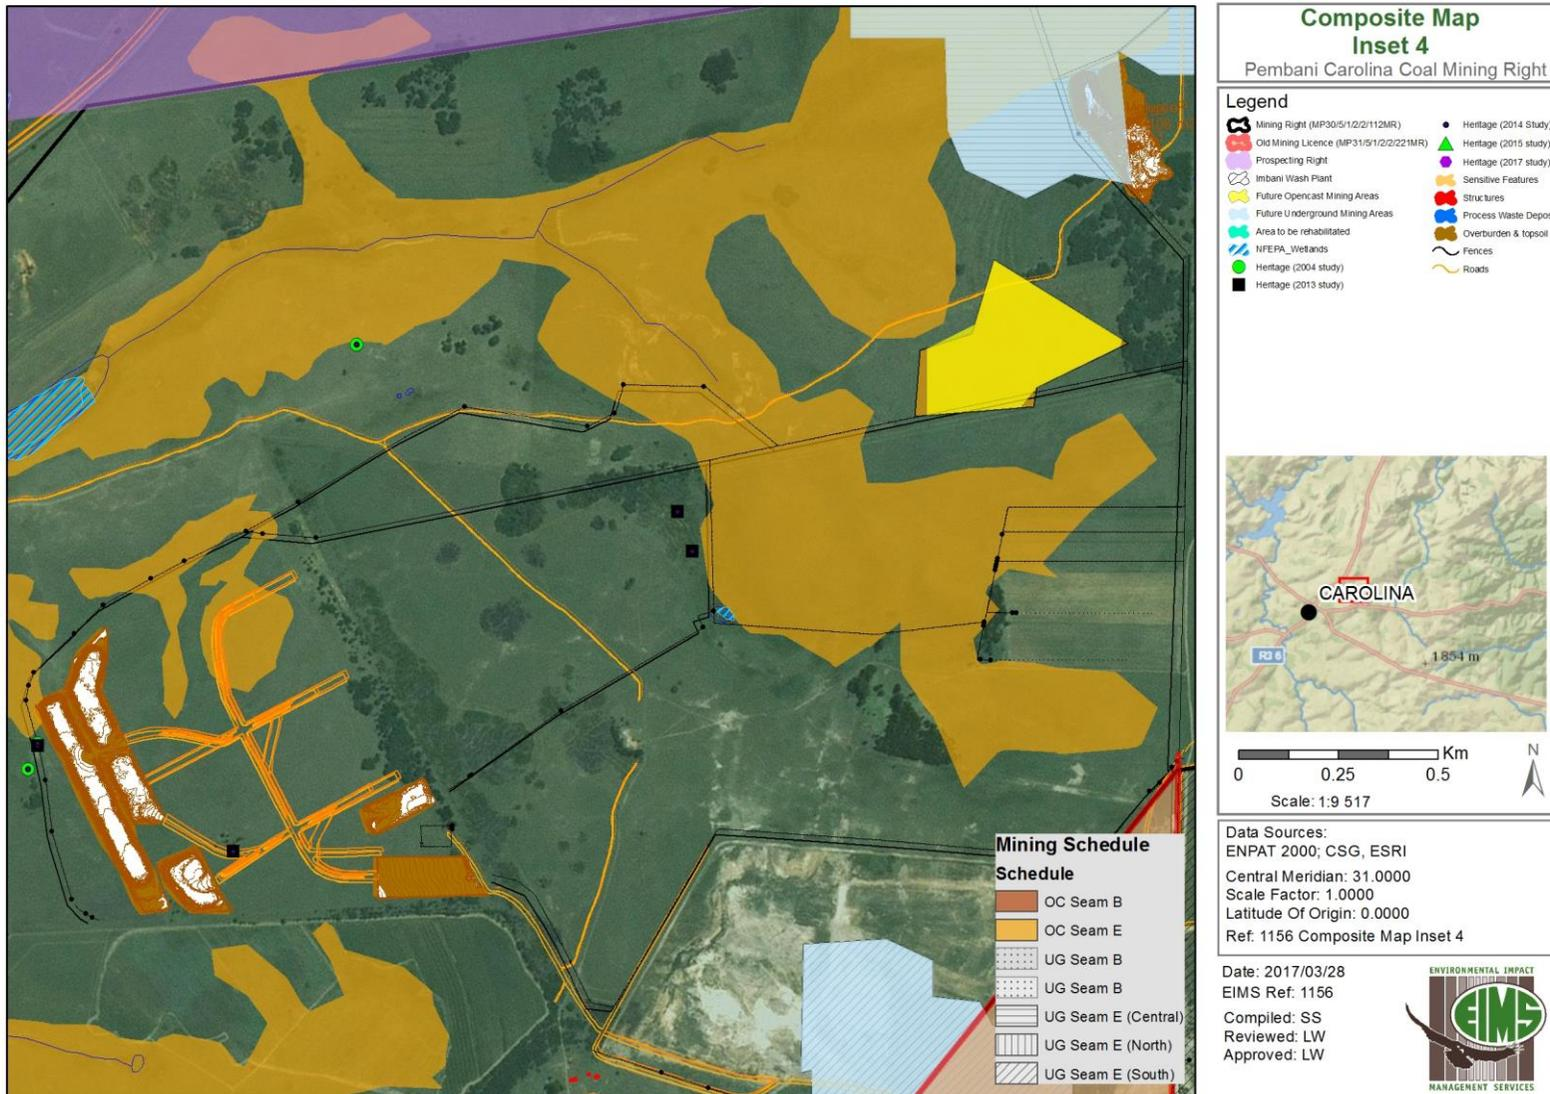 Composite Map
Inset 4
Pembani Carolina Coal Mining Right
Legend
Mining Right (MP30/5/1/2/2/112MR)
Old Mining Licence (MP31/5/1/2/2/221MR)
Prospecting Right
Imbani Wash Plant
Future Opencast Mining Areas
Future Underground Mining Areas
Area to be rehabilitated
NFEPA_Wetlands
Heritage (2004 study)
Heritage (2013 study)
Heritage (2014 Study)
Heritage (2015 study)
Heritage (2017 study)
Sensitive Features
Structures
Process Waste Depos
Overburden & topsoil
Fences
Roads
CAROLINA
R36
1 854 m
Km
0 0.25 0.5
N
Scale: 1:9 517
Data Sources:
ENPAT 2000; CSG, ESRI
Central Meridian: 31.0000
Scale Factor: 1.0000
Latitude Of Origin: 0.0000
Ref: 1156 Composite Map Inset 4
Date: 2017/03/28
EIMS Ref: 1156
Compiled: SS
Reviewed: LW
Approved: LW
ENVIRONMENTAL IMPACT
EIMS
MANAGEMENT SERVICES
Mining Schedule
Schedule
OC Seam B
OC Seam E
UG Seam B
UG Seam B
UG Seam E (Central)
UG Seam E (North)
UG Seam E (South)